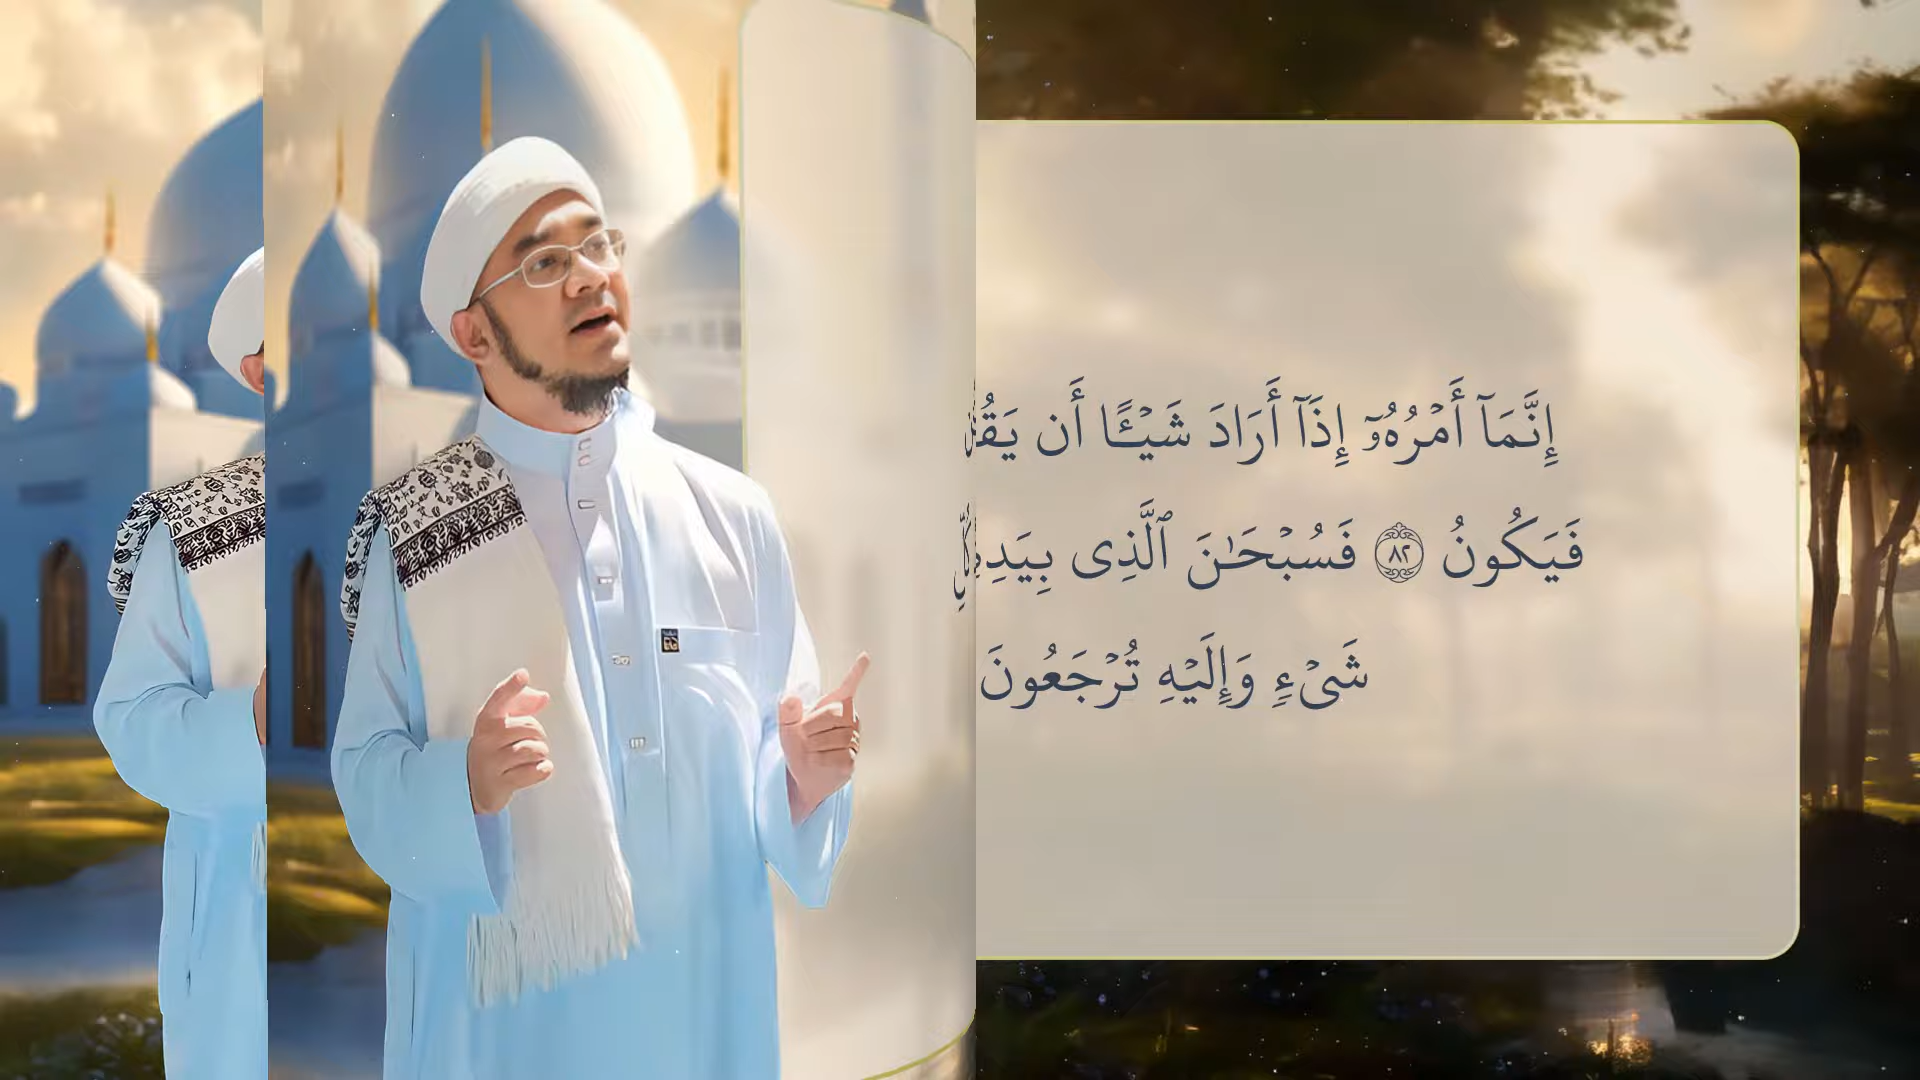 إِنَّمَآ أَمْرُهُۥٓ إِذَآ أَرَادَ شَيْـًٔا أَن
فَيَكُونُ ٨٢ فَسُبْحَـٰنَ ٱلَّذِى بِيَدِهِ
شَىْءٍ وَإِلَيْهِ تُرْجَعُونَ